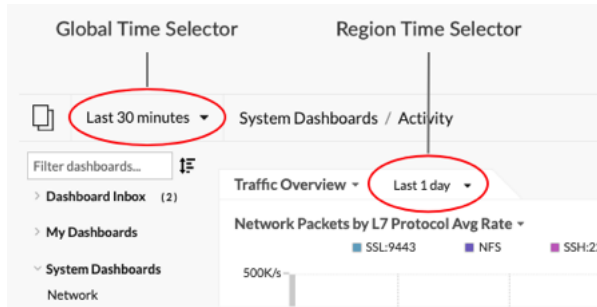 Global Time Selector
Region Time Selector
Last 30 minutes
System Dashboards / Activity
Filter dashboards...
Dashboard Inbox (2)
My Dashboards
System Dashboards
Network
Traffic Overview
Last 1 day
Network Packets by L7 Protocol Avg Rate
SSL:9443
NFS
500K/s